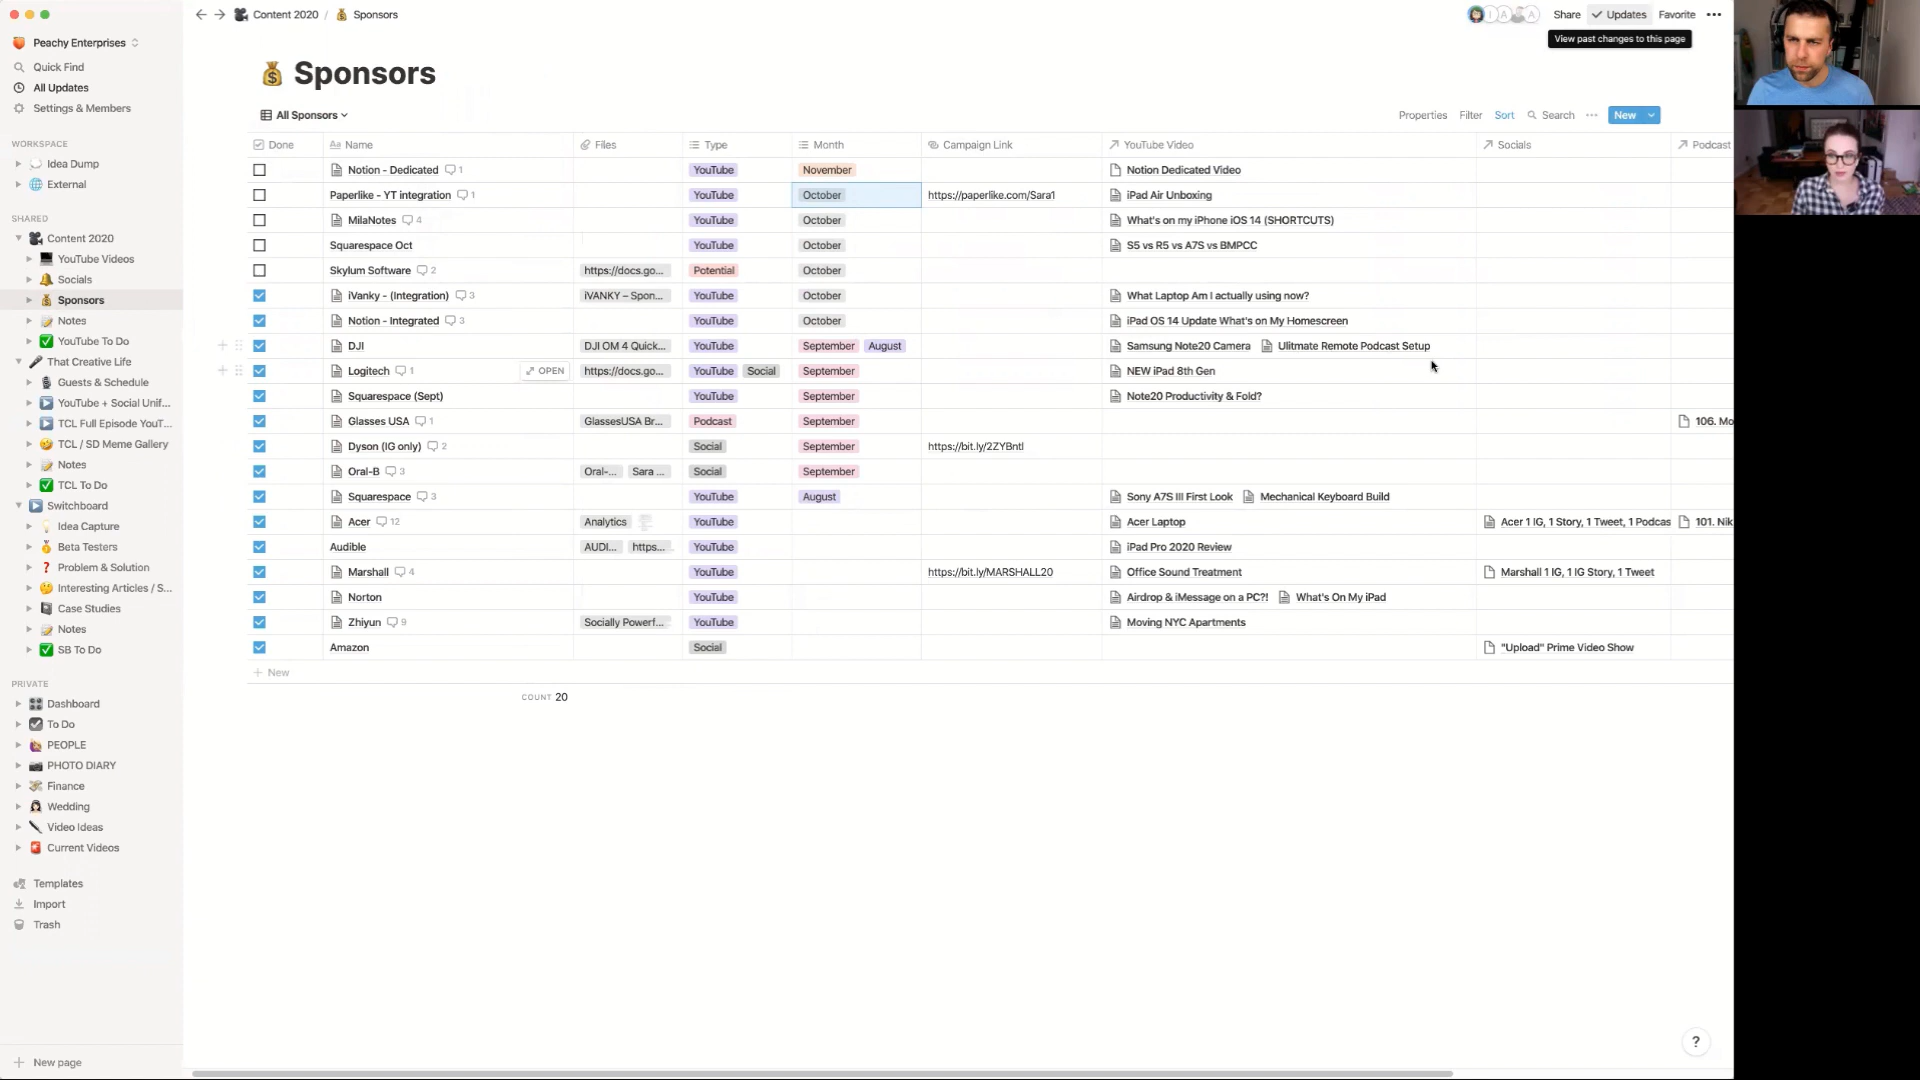 Content 2020 / Sponsors
Share Updates Favorite
View past changes to this page
Peachy Enterprises
Quick Find
All Updates
Settings & Members
WORKSPACE
Idea Dump
External
SHARED
Content 2020
YouTube Videos
Socials
Sponsors
Notes
YouTube To Do
That Creative Life
Guests & Schedule
YouTube + Social Unif...
TCL Full Episode YouT...
TCL / SD Meme Gallery
Notes
TCL To Do
Switchboard
Idea Capture
Beta Testers
Problem & Solution
Interesting Articles / S...
Case Studies
Notes
SB To Do
PRIVATE
Dashboard
To Do
PEOPLE
PHOTO DIARY
Finance
Wedding
Video Ideas
Current Videos
Templates
Import
Trash
New page
Sponsors
All Sponsors
Properties Filter Sort Search New
Done Name Files Type Month Campaign Link YouTube Video Socials Podcast
Notion - Dedicated 1 YouTube November Notion Dedicated Video
Paperlike - YT integration 1 YouTube October https://paperlike.com/Sara1 iPad Air Unboxing
MilaNotes 4 YouTube October What's on my iPhone iOS 14 (SHORTCUTS)
Squarespace Oct YouTube October S5 vs R5 vs A7S vs BMPCC
Skylum Software 2 https://docs.go... Potential October
iVanky - (Integration) 3 iVANKY – Spon... YouTube October What Laptop Am I actually using now?
Notion - Integrated 3 YouTube October iPad OS 14 Update What's on My Homescreen
DJI DJI OM 4 Quick... YouTube September August Samsung Note20 Camera Ulitmate Remote Podcast Setup
Logitech 1 OPEN https://docs.go... YouTube Social September NEW iPad 8th Gen
Squarespace (Sept) YouTube September Note20 Productivity & Fold?
Glasses USA 1 GlassesUSA Br... Podcast September 106. Mo
Dyson (IG only) 2 Social September https://bit.ly/2ZYBntl
Oral-B 3 Oral-... Sara ... Social September
Squarespace 3 YouTube August Sony A7S III First Look Mechanical Keyboard Build
Acer 12 Analytics YouTube Acer Laptop Acer 1 IG, 1 Story, 1 Tweet, 1 Podcas 101. Nik
Audible AUDI... https... YouTube iPad Pro 2020 Review
Marshall 4 YouTube https://bit.ly/MARSHALL20 Office Sound Treatment Marshall 1 IG, 1 IG Story, 1 Tweet
Norton YouTube Airdrop & iMessage on a PC?! What's On My iPad
Zhiyun 9 Socially Powerf... YouTube Moving NYC Apartments
Amazon Social "Upload" Prime Video Show
+ New
COUNT 20
?